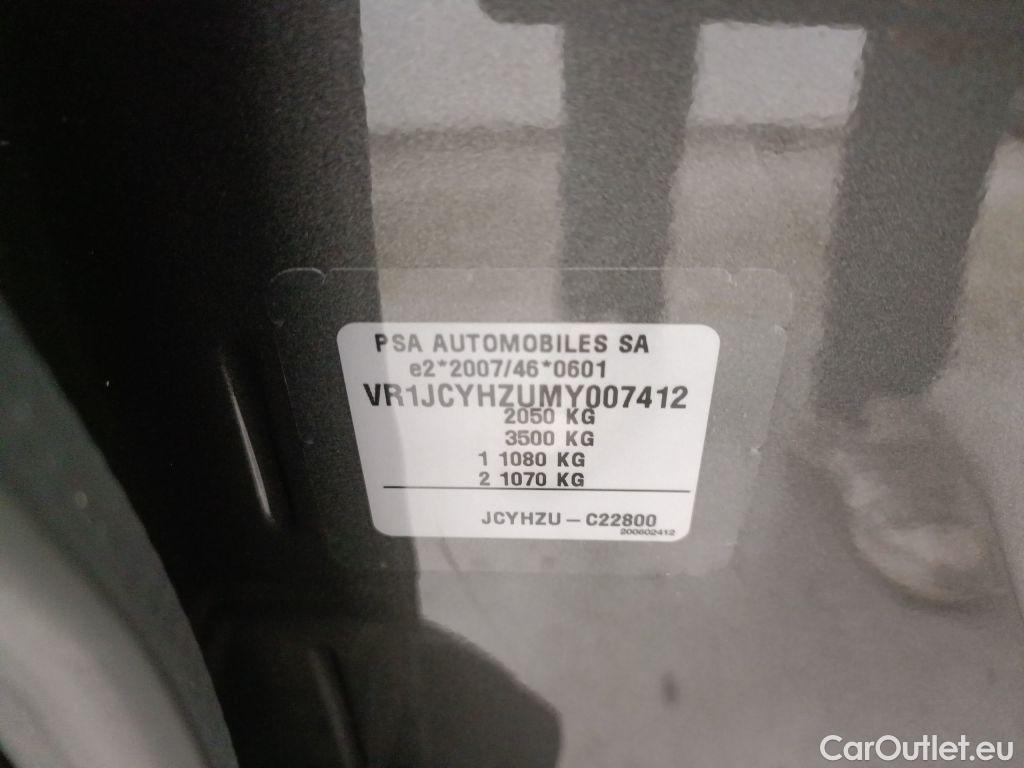 PSA AUTOMOBILES SA
e2*2007/46*0601
VR1JCYHZUMY007412
2050 KG
3500 KG
1 1080 KG
2 1070 KG
JCYHZU - C22800
200602412
CarOutlet.eu